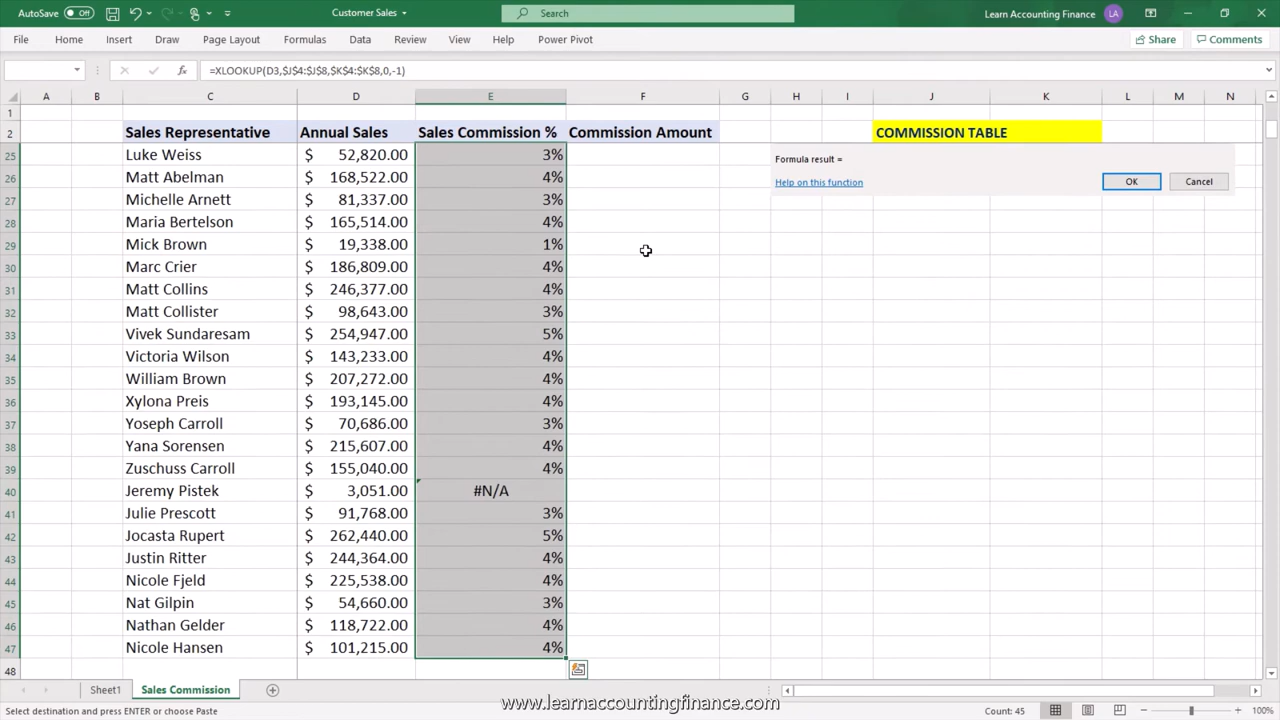 AutoSave Off Customer Sales Search Learn Accounting Finance LA
File Home Insert Draw Page Layout Formulas Data Review View Help Power Pivot Share Comments
fx =XLOOKUP(D3,$J$4:$J$8,$K$4:$K$8,0,-1)
A B C D E F G H I J K L M N
1
2 Sales Representative Annual Sales Sales Commission % Commission Amount COMMISSION TABLE
25 Luke Weiss $ 52,820.00 3% Formula result =
26 Matt Abelman $ 168,522.00 4% Help on this function OK Cancel
27 Michelle Arnett $ 81,337.00 3%
28 Maria Bertelson $ 165,514.00 4%
29 Mick Brown $ 19,338.00 1%
30 Marc Crier $ 186,809.00 4%
31 Matt Collins $ 246,377.00 4%
32 Matt Collister $ 98,643.00 3%
33 Vivek Sundaresam $ 254,947.00 5%
34 Victoria Wilson $ 143,233.00 4%
35 William Brown $ 207,272.00 4%
36 Xylona Preis $ 193,145.00 4%
37 Yoseph Carroll $ 70,686.00 3%
38 Yana Sorensen $ 215,607.00 4%
39 Zuschuss Carroll $ 155,040.00 4%
40 Jeremy Pistek $ 3,051.00 #N/A
41 Julie Prescott $ 91,768.00 3%
42 Jocasta Rupert $ 262,440.00 5%
43 Justin Ritter $ 244,364.00 4%
44 Nicole Fjeld $ 225,538.00 4%
45 Nat Gilpin $ 54,660.00 3%
46 Nathan Gelder $ 118,722.00 4%
47 Nicole Hansen $ 101,215.00 4%
48
Sheet1 Sales Commission
Select destination and press ENTER or choose Paste www.learnaccountingfinance.com Count: 45 100%